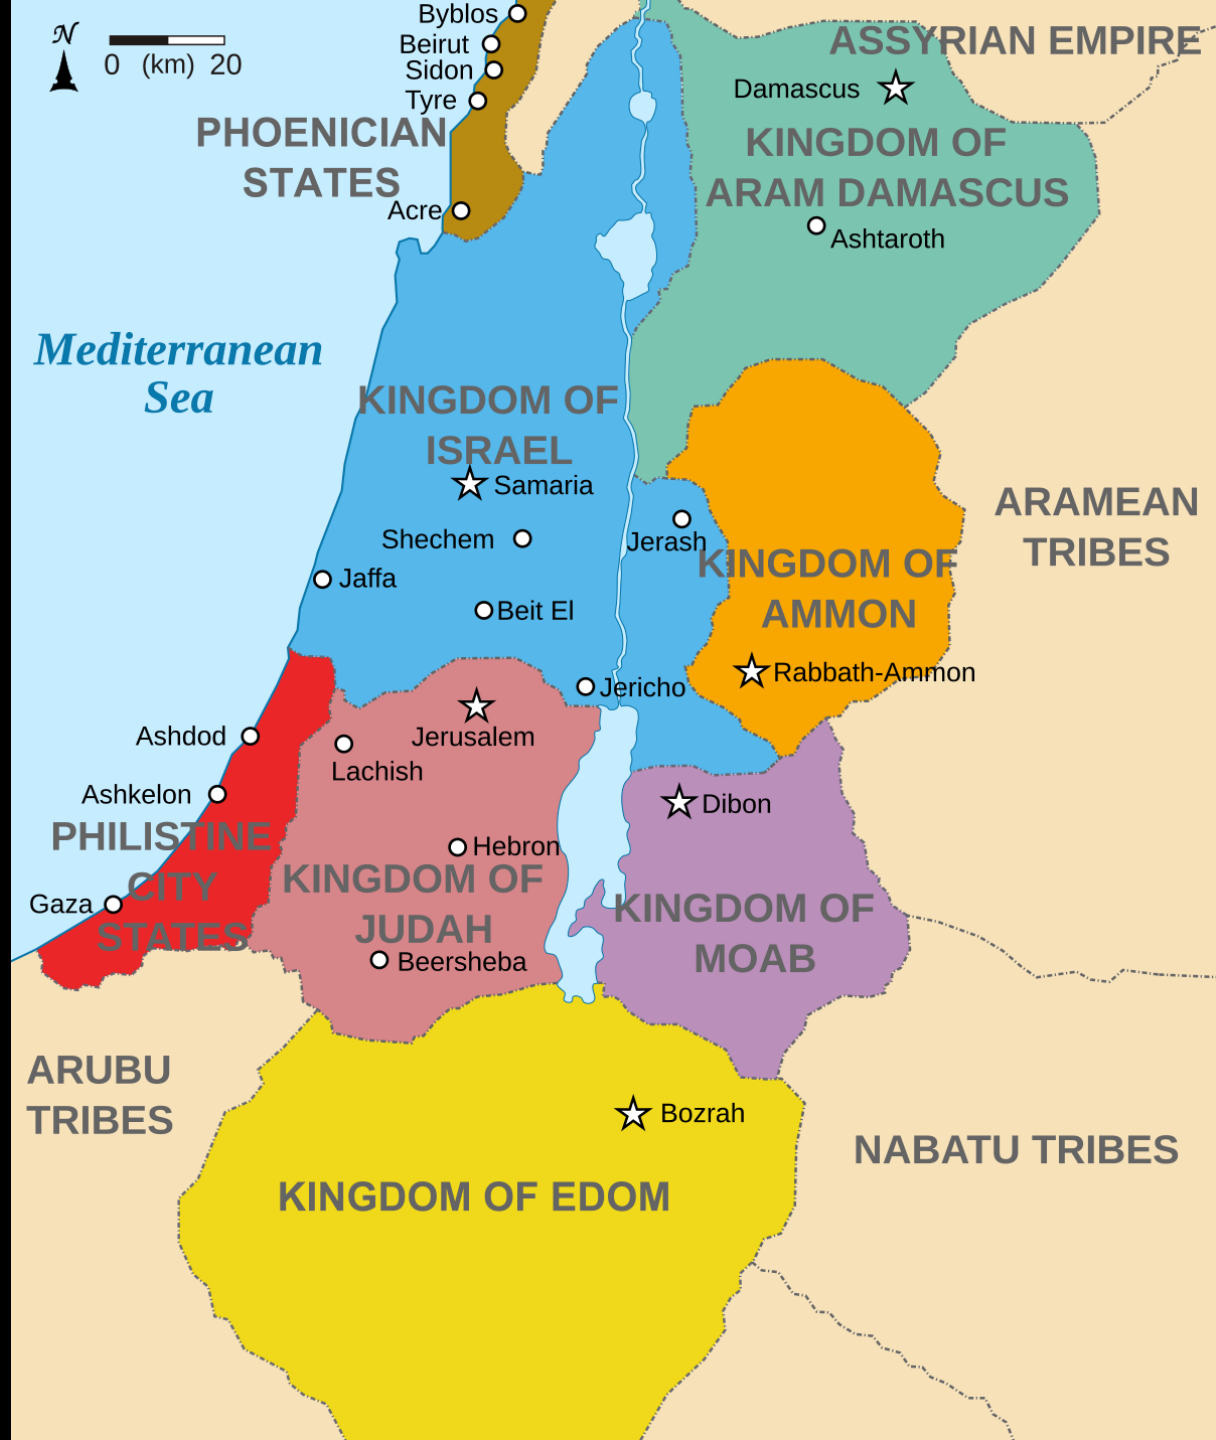 Byblos
N
Beirut
0 (km) 20
Sidon
Tyre
ASSYRIAN EMPIRE
Damascus
PHOENICIAN
STATES
KINGDOM OF
ARAM DAMASCUS
Acre
Ashtaroth
Mediterranean
Sea
KINGDOM OF
ISRAEL
Samaria
Shechem
Jerash
Jaffa
Beit El
ARAMEAN
TRIBES
KINGDOM OF
AMMON
Rabbath-Ammon
Jericho
Ashdod
Jerusalem
Lachish
Ashkelon
Dibon
PHILISTINE
CITY
STATES
Gaza
Hebron
KINGDOM OF
JUDAH
Beersheba
KINGDOM OF
MOAB
ARUBU
TRIBES
Bozrah
NABATU TRIBES
KINGDOM OF EDOM